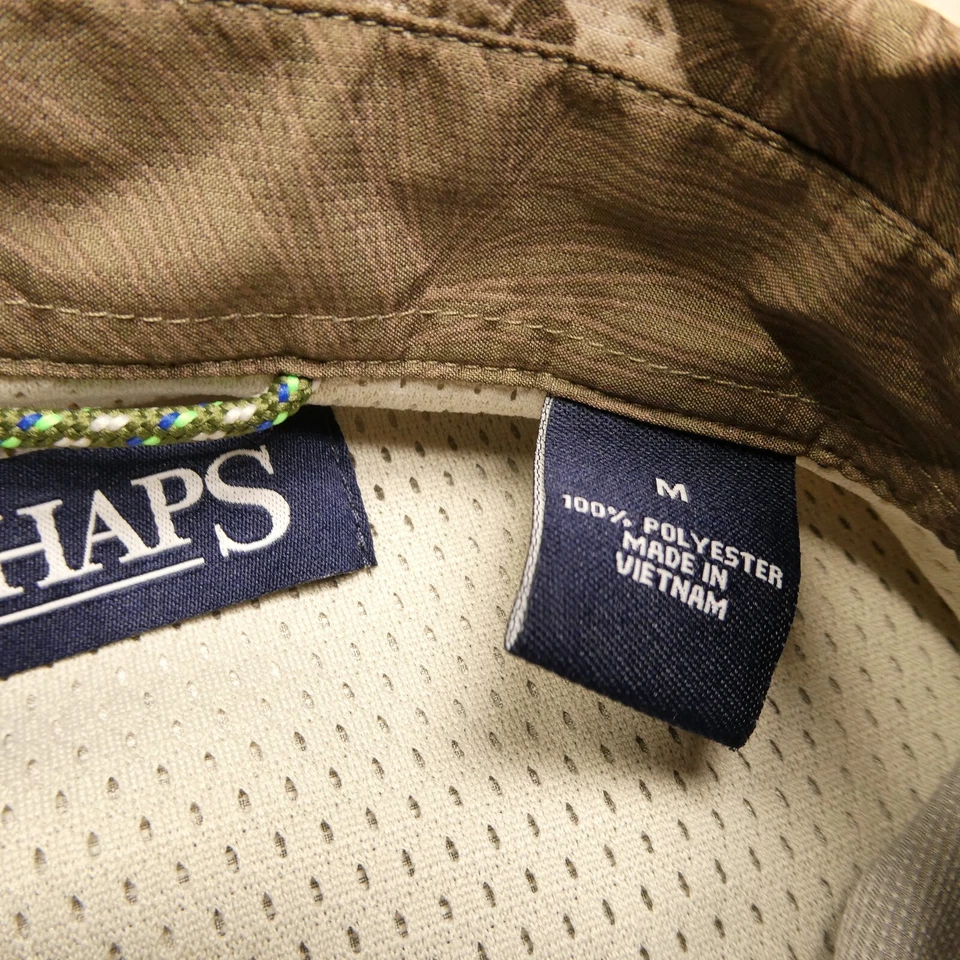 HAPS
M
100% POLYESTER
MADE IN
VIETNAM